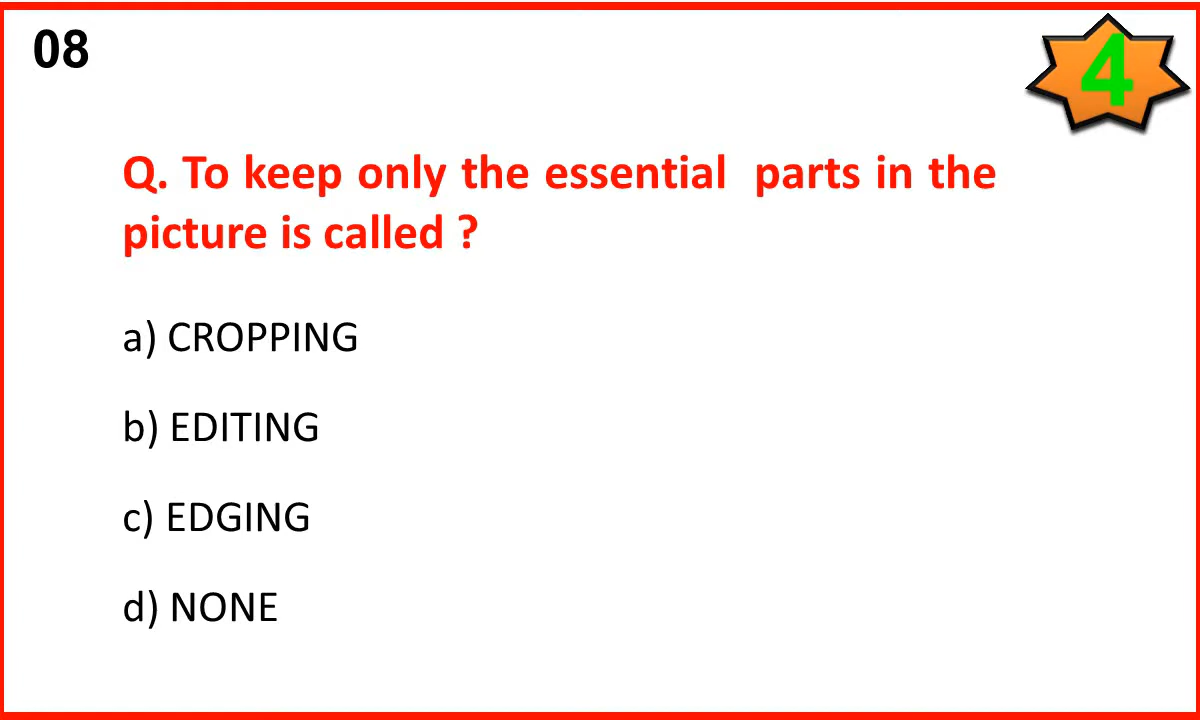 08
4
Q. To keep only the essential parts in the
picture is called ?
a) CROPPING
b) EDITING
c) EDGING
d) NONE